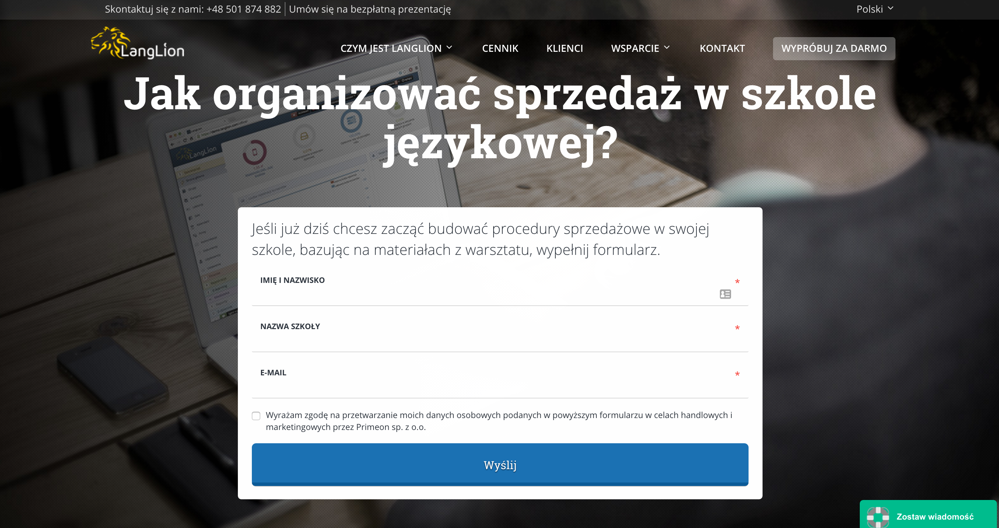 Skontaktuj się z nami: +48 501 874 882 Umów się na bezpłatną prezentację
Polski
LangLion
CZYM JEST LANGLION
CENNIK
KLIENCI
WSPARCIE
KONTAKT
WYPRÓBUJ ZA DARMO
Jak organizować sprzedaż w szkole
językowej?
LangLion
Jeśli już dziś chcesz zacząć budować procedury sprzedażowe w swojej
szkole, bazując na materiałach z warsztatu, wypełnij formularz.
IMIĘ I NAZWISKO
*
NAZWA SZKOŁY
*
E-MAIL
*
Wyrażam zgodę na przetwarzanie moich danych osobowych podanych w powyższym formularzu w celach handlowych i
marketingowych przez Primeon sp. z o.o.
Wyślij
Zostaw wiadomość